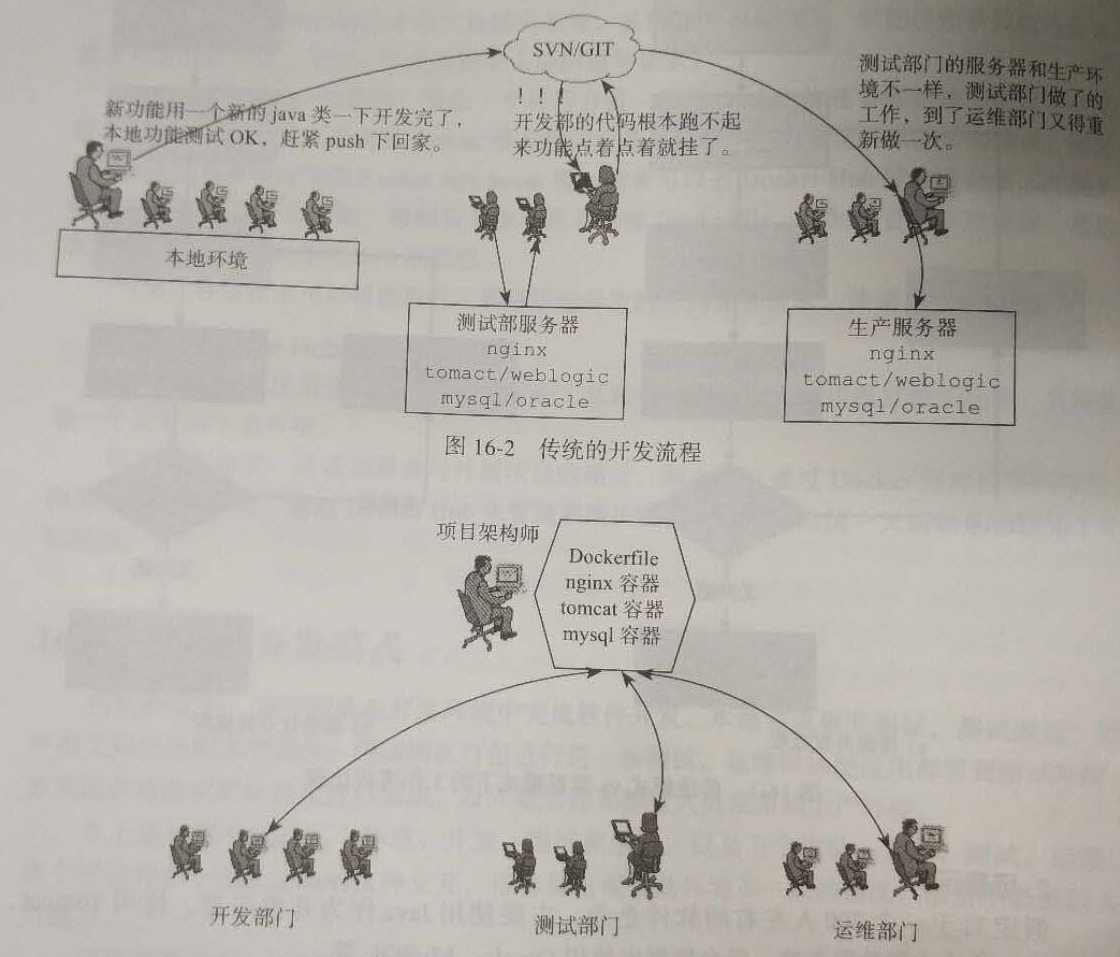 SVN/GIT
新功能用一个新的 java 类一下开发完了，
本地功能测试 OK，赶紧 push 下回家。
！！！
开发部的代码根本跑不起
来功能点着点着就挂了。
测试部门的服务器和生产环
境不一样，测试部门做了的
工作，到了运维部门又得重
新做一次。
本地环境
测试部服务器
nginx
tomact/weblogic
mysql/oracle
生产服务器
nginx
tomact/weblogic
mysql/oracle
图 16-2 传统的开发流程
项目架构师
Dockerfile
nginx 容器
tomcat 容器
mysql 容器
开发部门
测试部门
运维部门